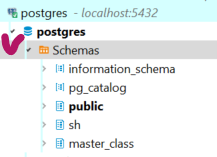 postgres - localhost:5432
postgres
Schemas
information_schema
pg_catalog
public
sh
master_class